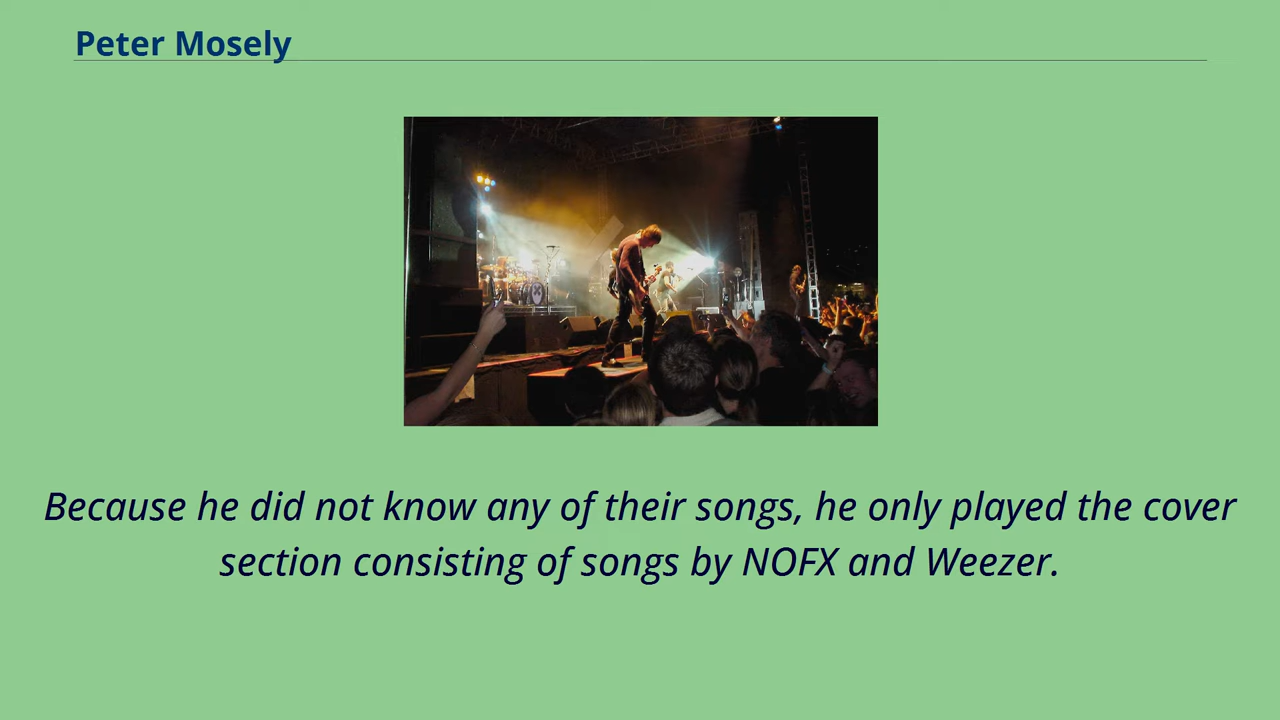 Peter Mosely
Because he did not know any of their songs, he only played the cover
section consisting of songs by NOFX and Weezer.